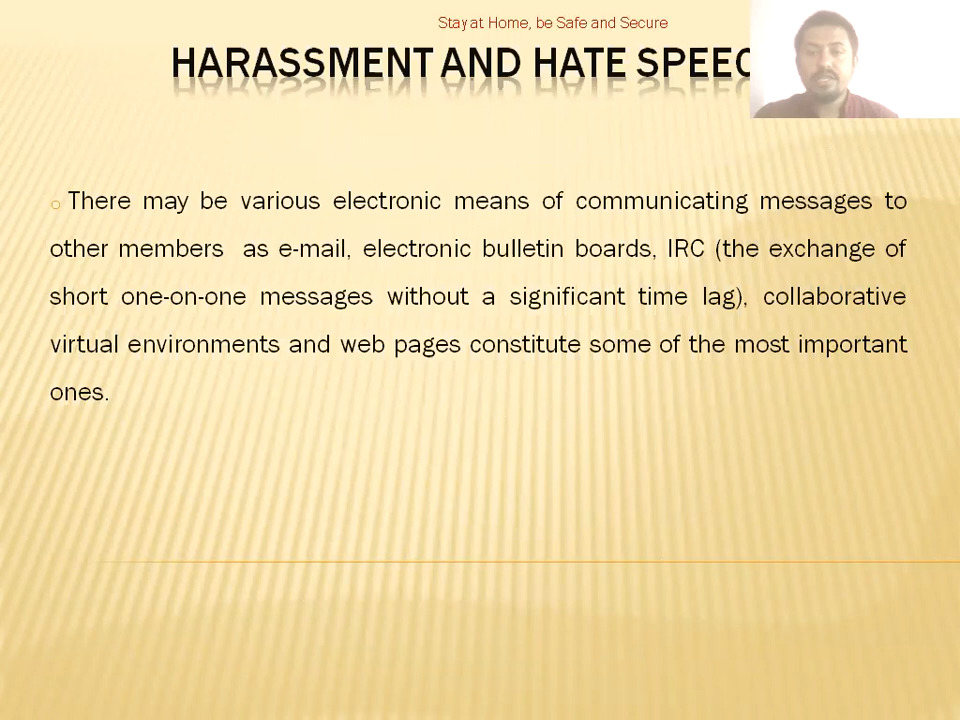 Stay at Home, be Safe and Secure
HARASSMENT AND HATE SPEEC
There may be various electronic means of communicating messages to
other members as e-mail, electronic bulletin boards, IRC (the exchange of
short one-on-one messages without a significant time lag), collaborative
virtual environments and web pages constitute some of the most important
ones.